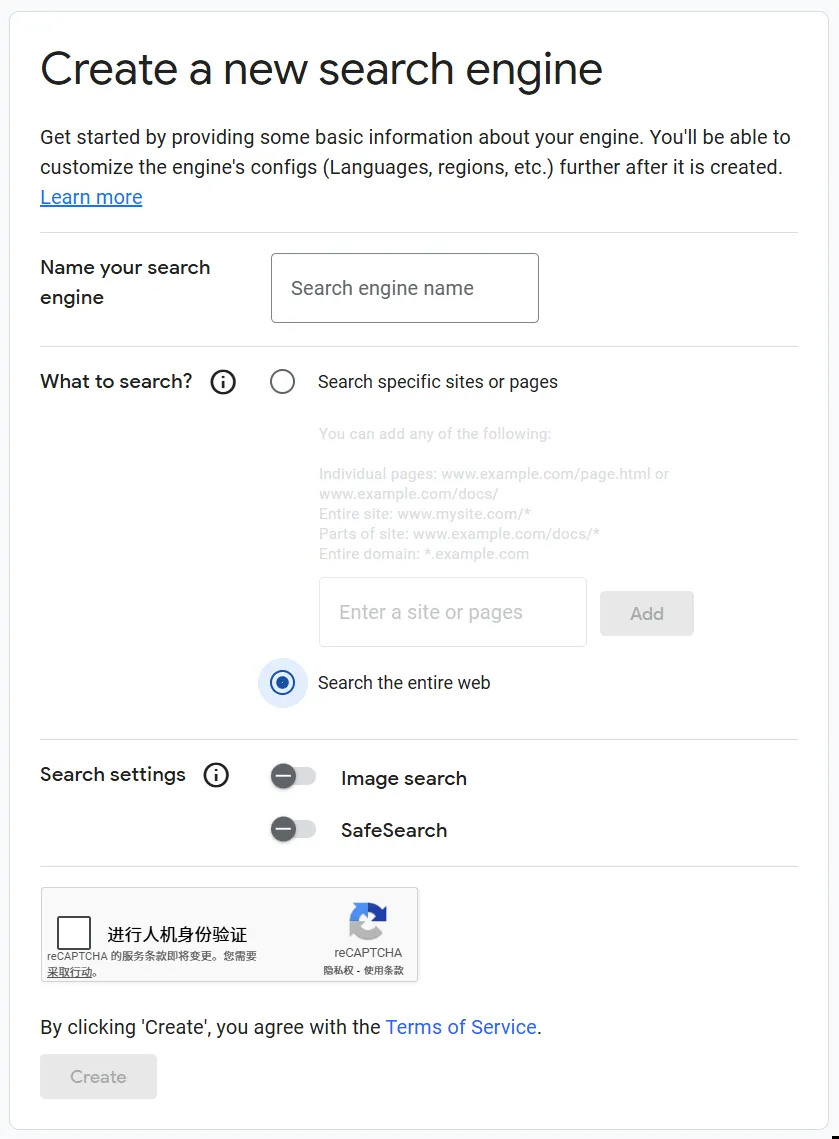 Create a new search engine
Get started by providing some basic information about your engine. You'll be able to
customize the engine's configs (Languages, regions, etc.) further after it is created.
Learn more
Name your search
engine
Search engine name
What to search?
Search specific sites or pages
You can add any of the following:
Individual pages: www.example.com/page.html or
www.example.com/docs/
Entire site: www.mysite.com/*
Parts of site: www.example.com/docs/*
Entire domain: *.example.com
Enter a site or pages
Add
Search the entire web
Search settings
Image search
SafeSearch
进行人机身份验证
reCAPTCHA 的服务条款即将变更。您需要
采取行动。
reCAPTCHA
隐私权 - 使用条款
By clicking 'Create', you agree with the Terms of Service.
Create